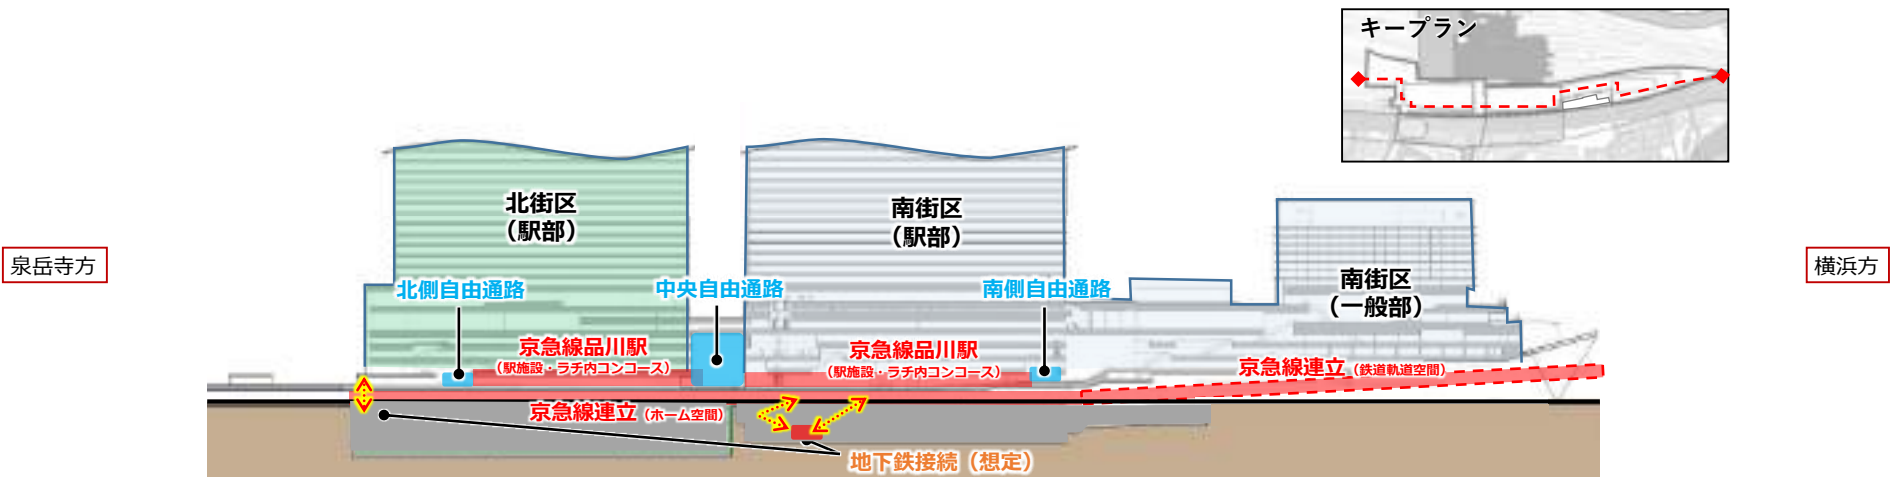 キープラン
北街区
（駅部）
南街区
（駅部）
泉岳寺方
横浜方
南街区
（一般部）
北側自由通路
中央自由通路
南側自由通路
京急線品川駅
（駅施設・ラチ内コンコース）
京急線品川駅
（駅施設・ラチ内コンコース）
京急線連立（鉄道軌道空間）
京急線連立（ホーム空間）
地下鉄接続（想定）